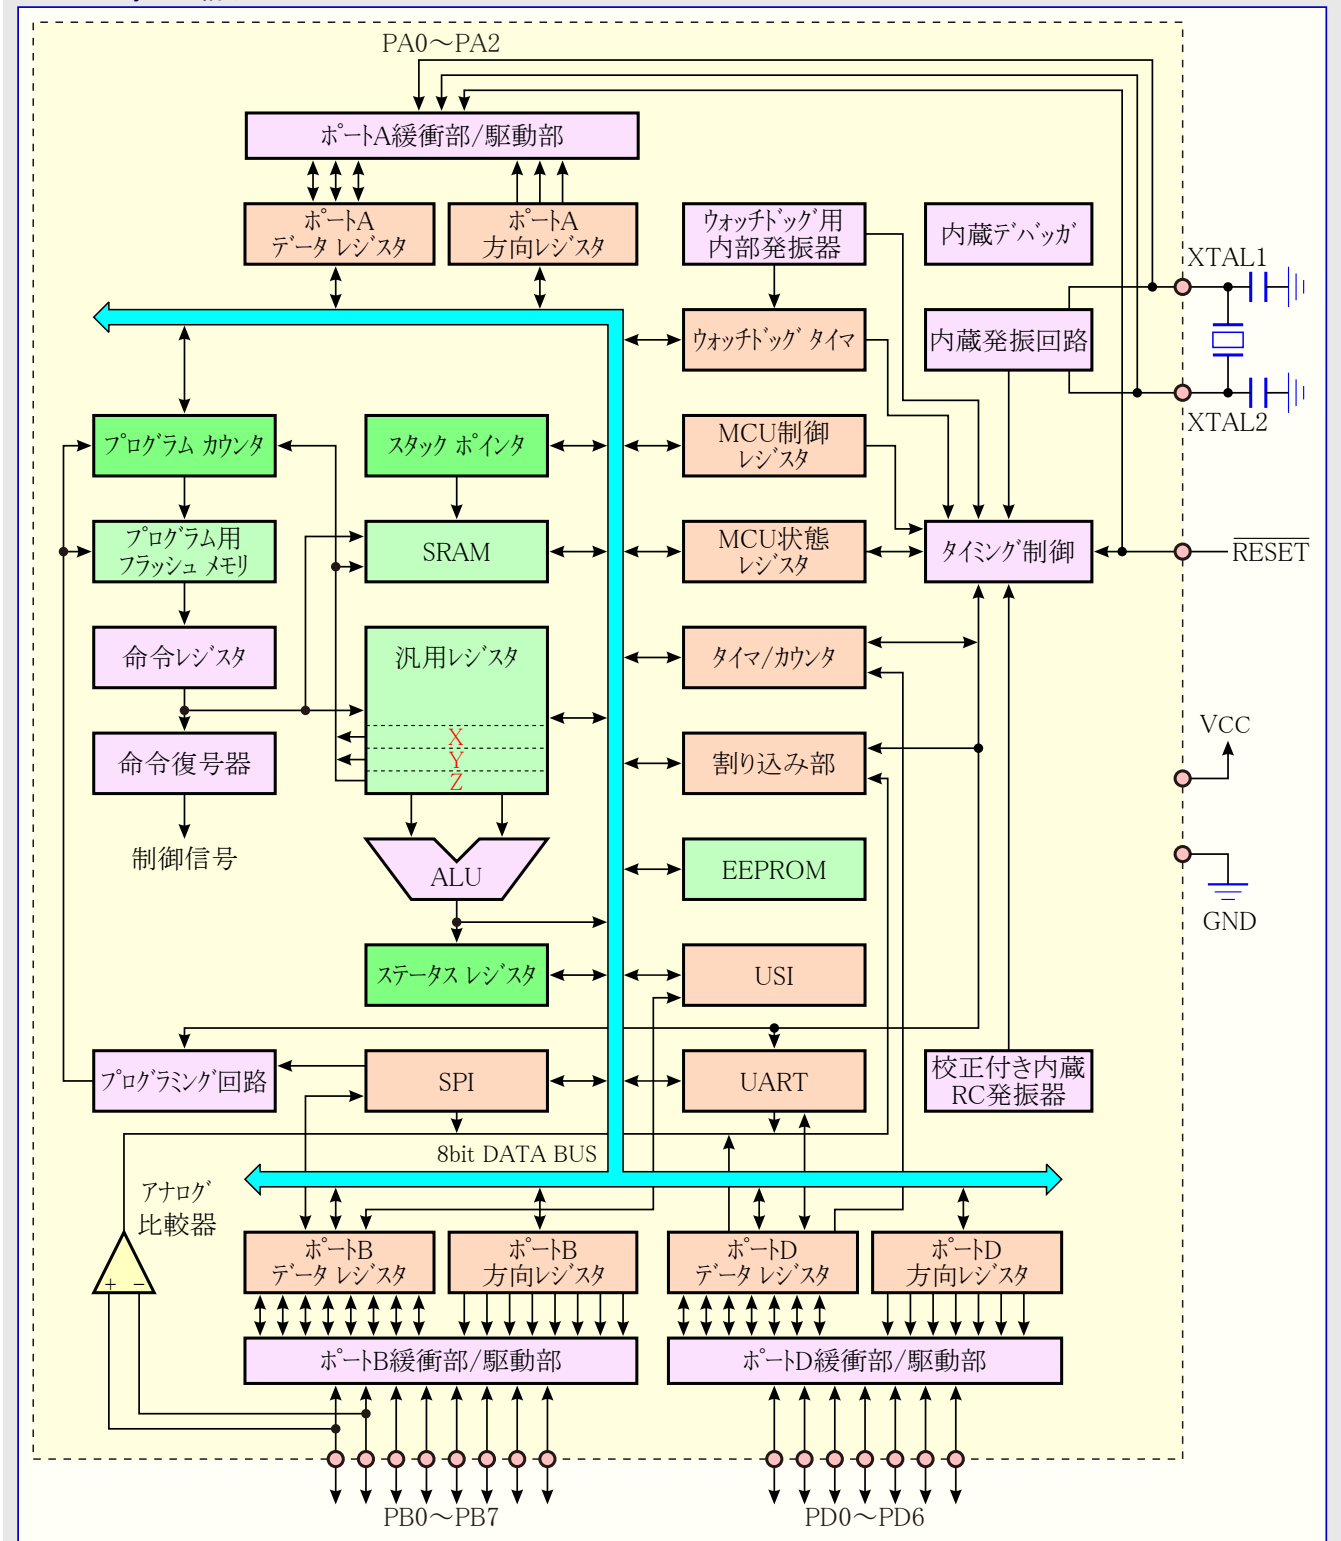 PA0～PA2
ポートA緩衝部/駆動部
ポートA
データ レジスタ
ポートA
方向レジスタ
ウォッチドッグ用
内部発振器
内蔵デバッガ
XTAL1
ウォッチドッグ タイマ
内蔵発振回路
XTAL2
プログラム カウンタ
スタック ポインタ
MCU制御
レジスタ
プログラム用
フラッシュ メモリ
SRAM
MCU状態
レジスタ
タイミング制御
RESET
命令レジスタ
汎用レジスタ
X
Y
Z
タイマ/カウンタ
命令復号器
割り込み部
VCC
制御信号
ALU
EEPROM
GND
ステータス レジスタ
USI
プログラミング回路
SPI
UART
校正付き内蔵
RC発振器
8bit DATA BUS
アナログ
比較器
+ −
ポートB
データ レジスタ
ポートB
方向レジスタ
ポートD
データ レジスタ
ポートD
方向レジスタ
ポートB緩衝部/駆動部
ポートD緩衝部/駆動部
PB0～PB7
PD0～PD6